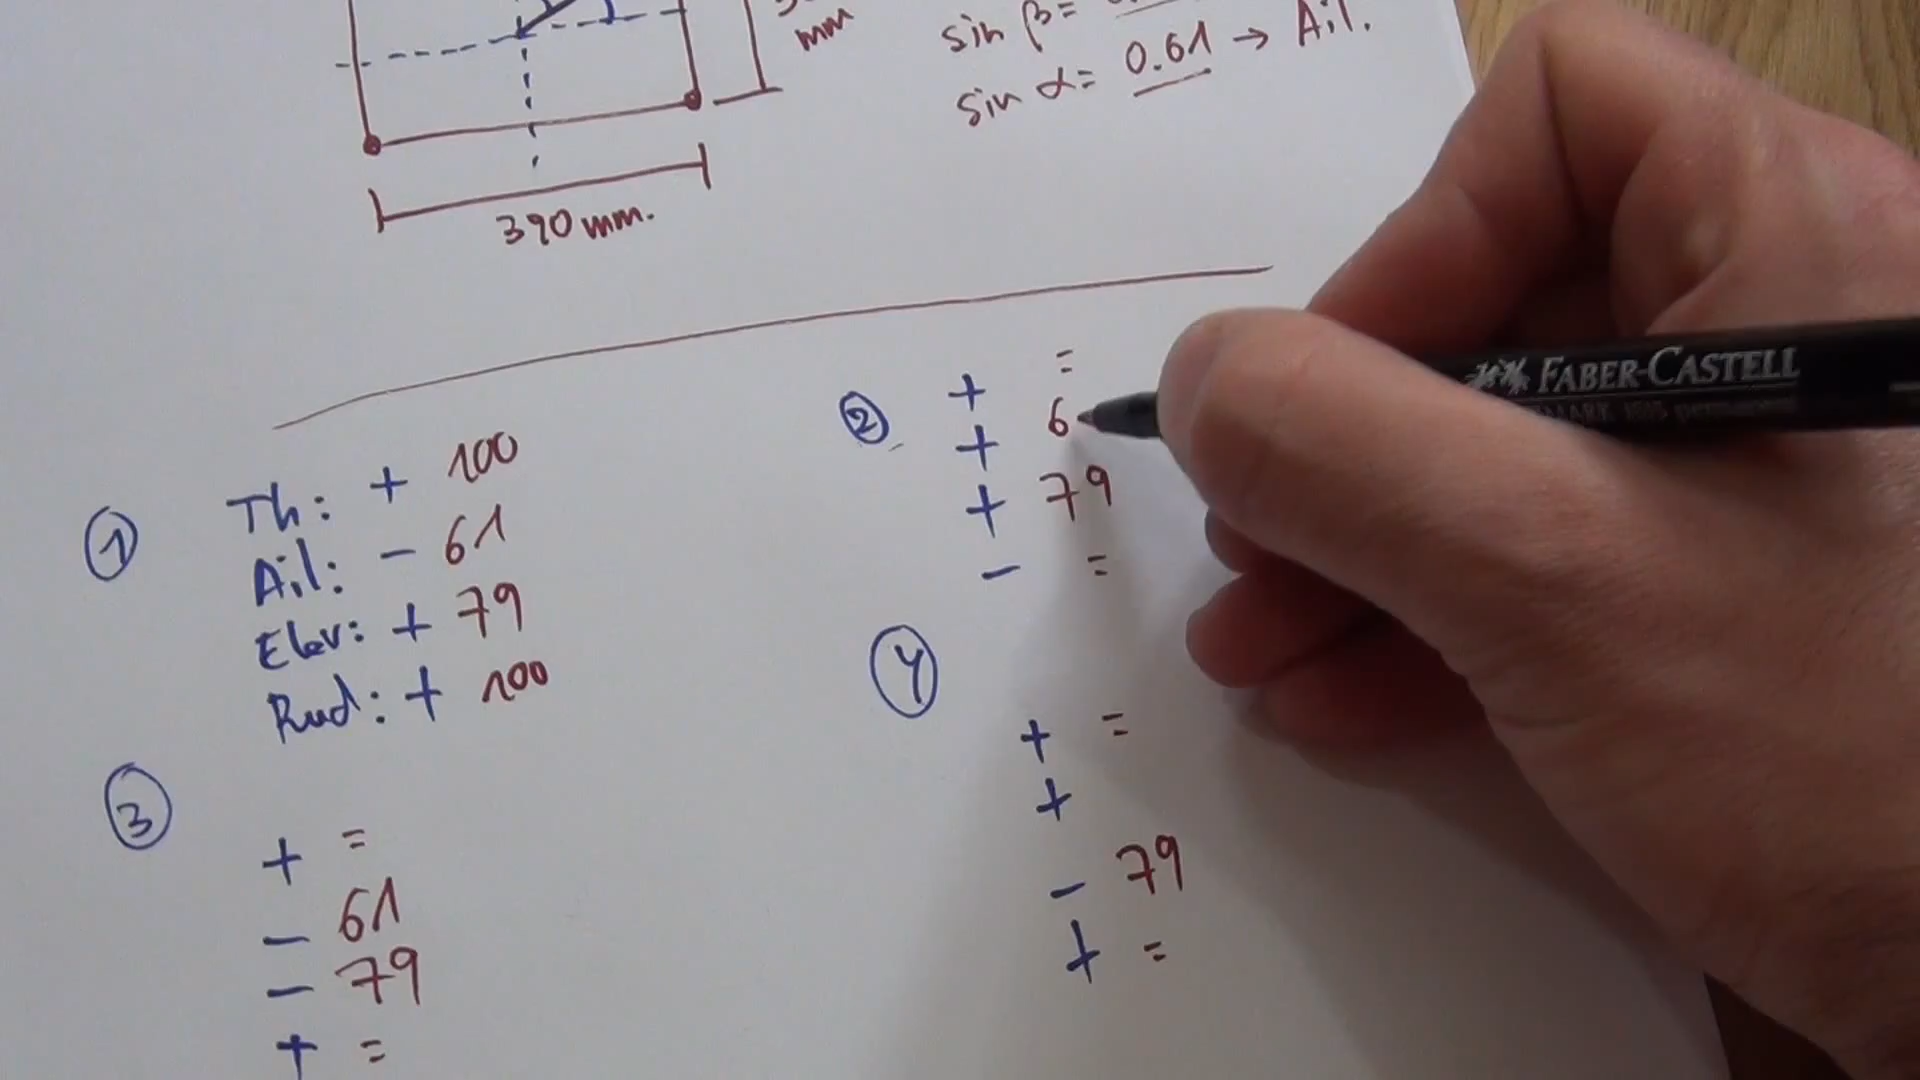 mm
sin β=
sin α= 0.61 → Ail.
390 mm.
FABER-CASTELL
1
Th: + 100
Ail: - 61
Elev: + 79
Rud: + 100
2
+ =
+ 6
+ 79
- =
3
+ =
- 61
- 79
+ =
4
+ =
+
- 79
+ =